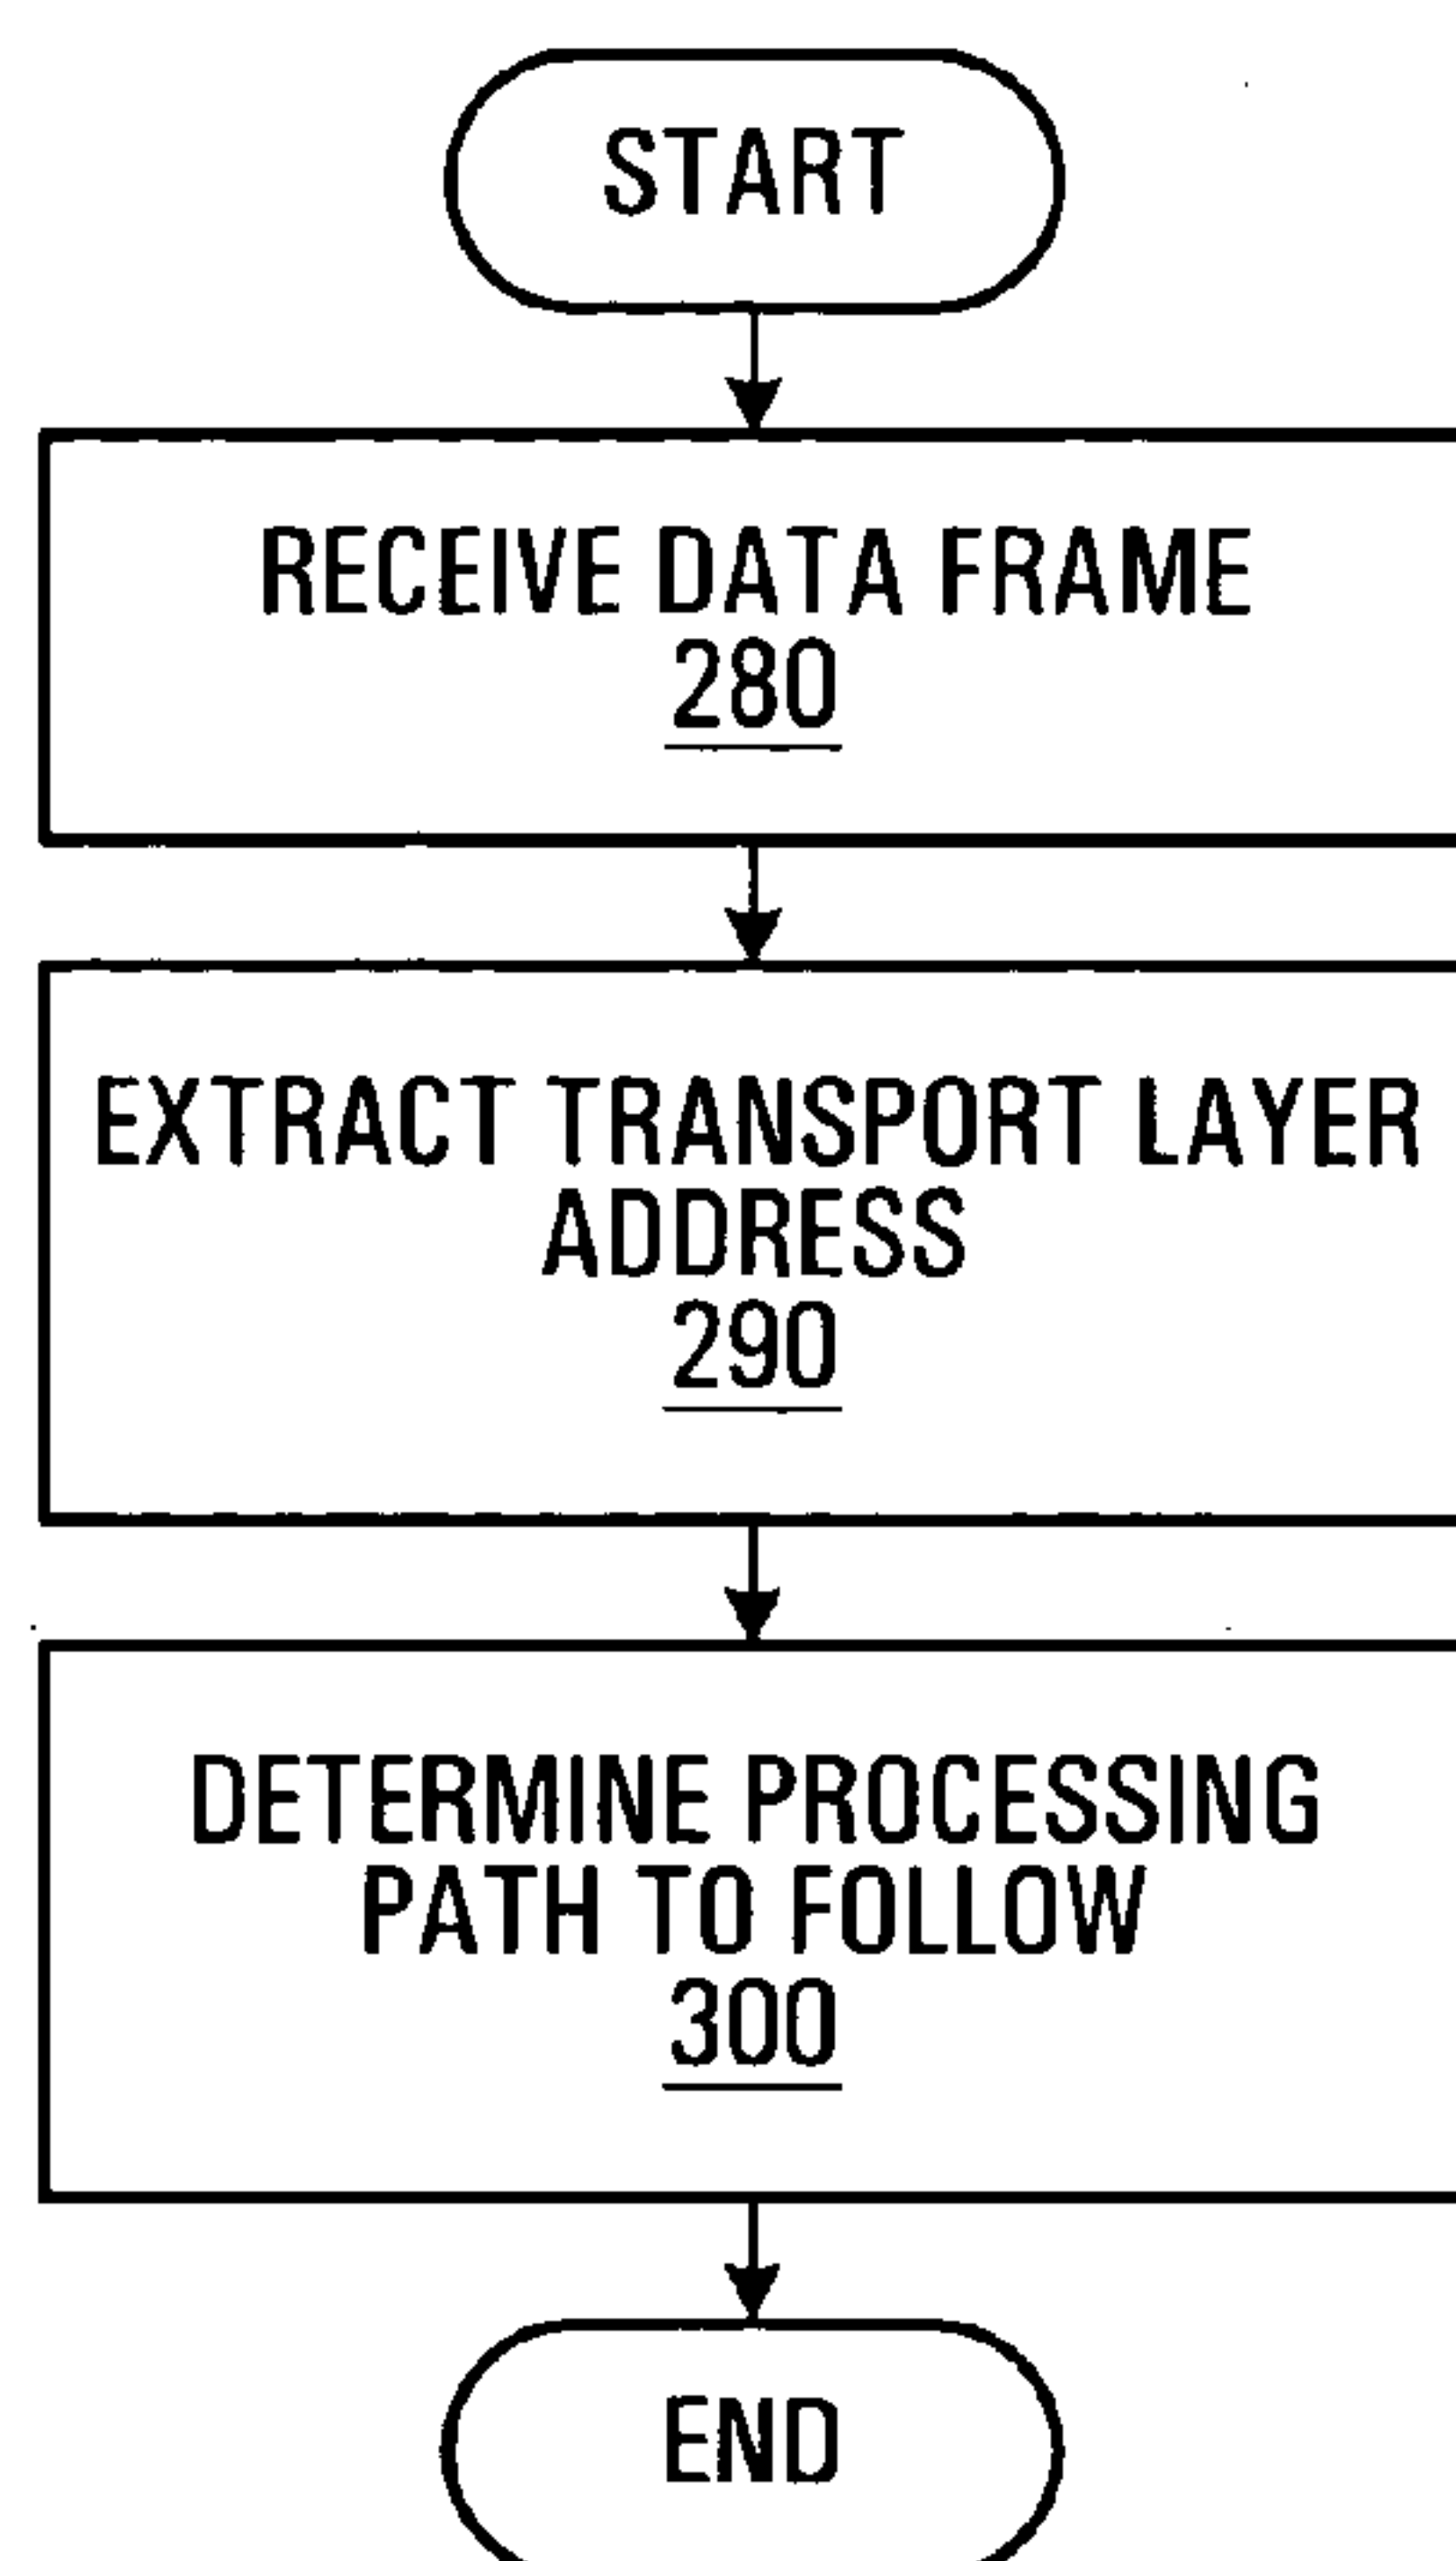 START
RECEIVE DATA FRAME
280
EXTRACT TRANSPORT LAYER
ADDRESS
290
DETERMINE PROCESSING
PATH TO FOLLOW
300
END